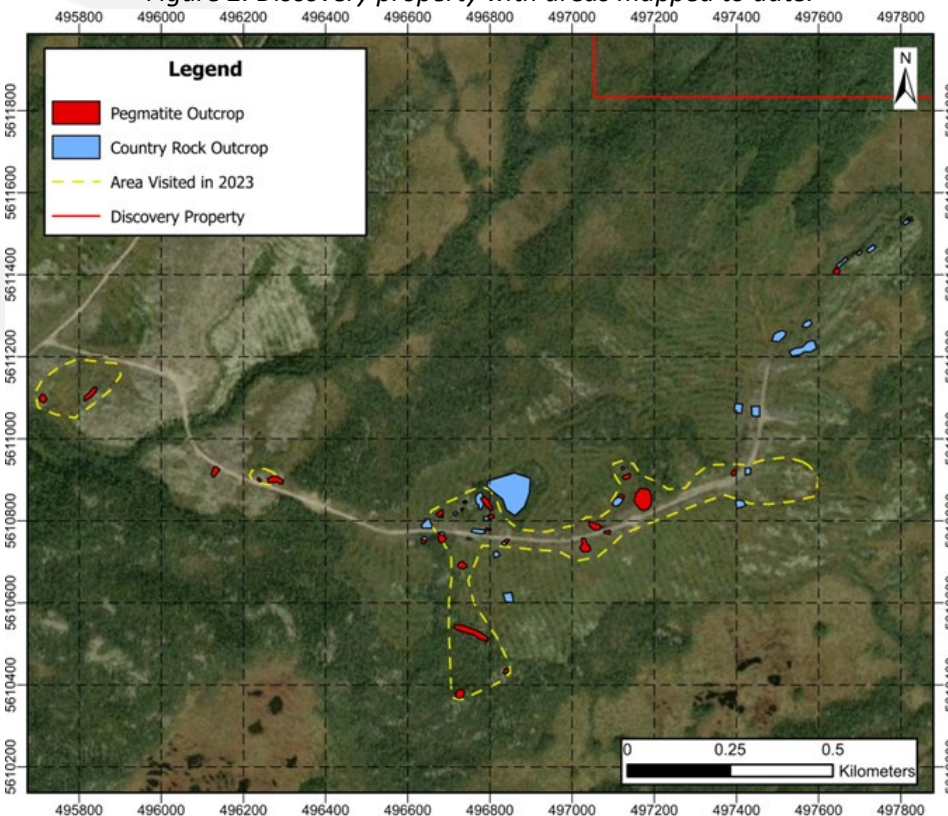 Figure 2. Discovery property with areas mapped to date.
495800 496000 496200 496400 496600 496800 497000 497200 497400 497600 497800
Legend
Pegmatite Outcrop
Country Rock Outcrop
Area Visited in 2023
Discovery Property
N
5611800
5611600
5611400
5611200
5611000
5610800
5610600
5610400
5610200
0 0.25 0.5
Kilometers
495800 496000 496200 496400 496600 496800 497000 497200 497400 497600 497800